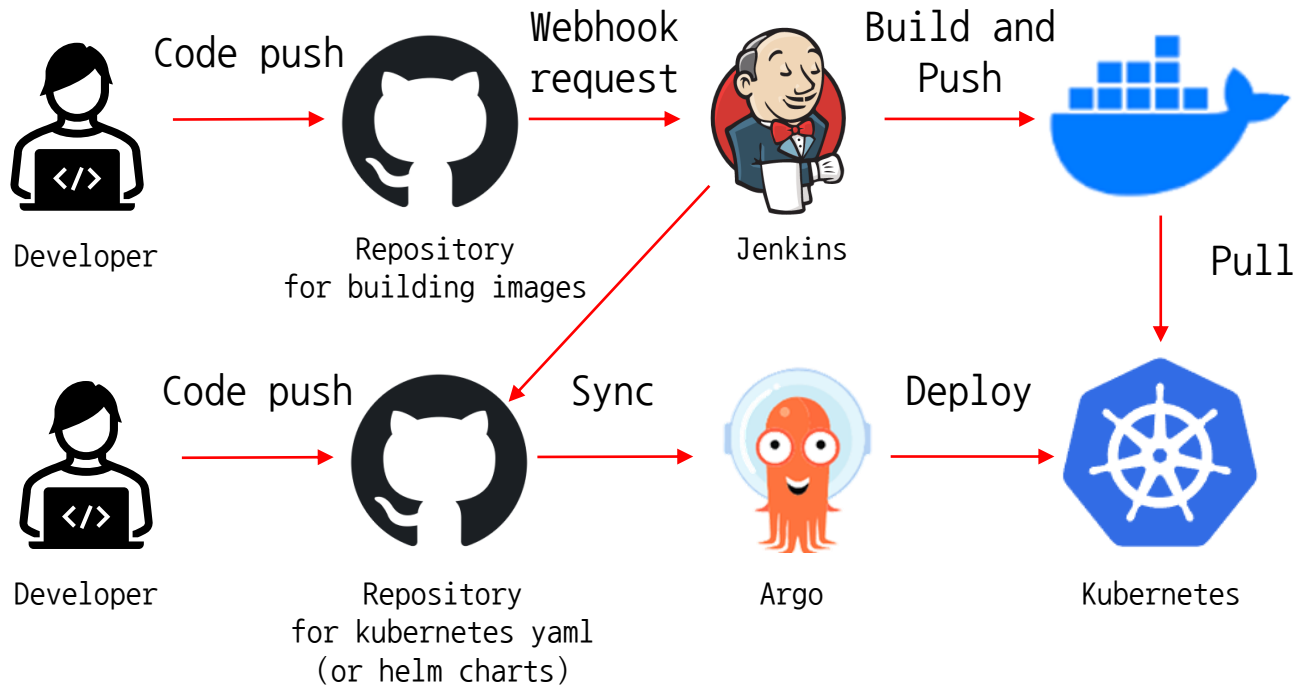 Code push
Webhook
request
Build and
Push
</>
Developer
Repository
for building images
Jenkins
Pull
Code push
Sync
Deploy
</>
Developer
Repository
for kubernetes yaml
(or helm charts)
Argo
Kubernetes